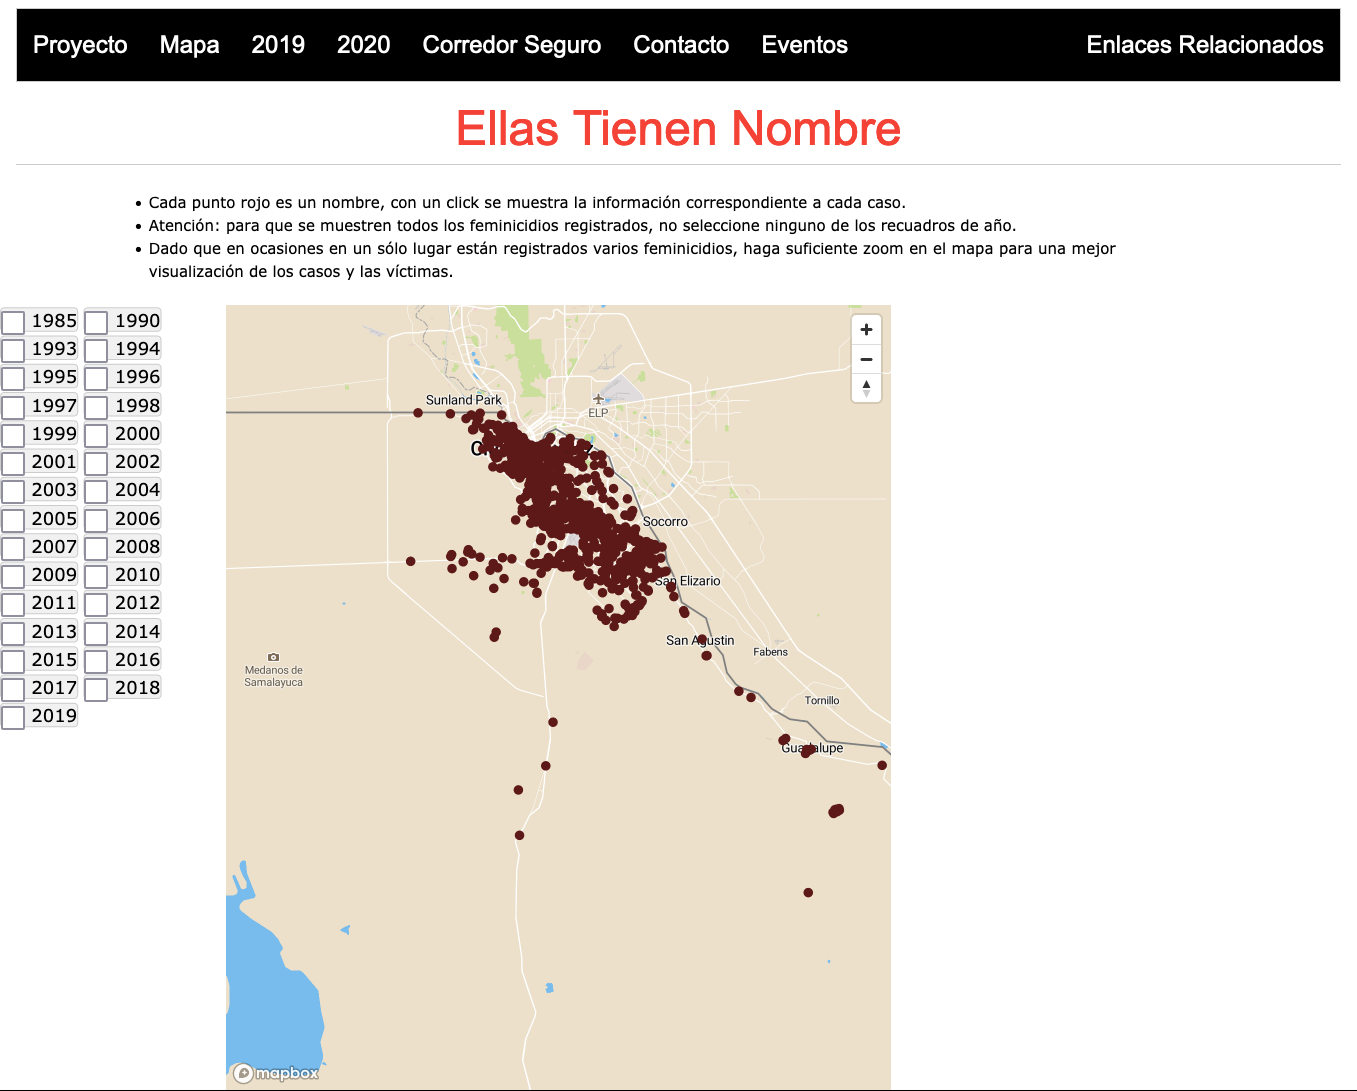 Proyecto Mapa 2019 2020 Corredor Seguro Contacto Eventos Enlaces Relacionados
Ellas Tienen Nombre
• Cada punto rojo es un nombre, con un click se muestra la información correspondiente a cada caso.
• Atención: para que se muestren todos los feminicidios registrados, no seleccione ninguno de los recuadros de año.
• Dado que en ocasiones en un sólo lugar están registrados varios feminicidios, haga suficiente zoom en el mapa para una mejor
visualización de los casos y las víctimas.
1985 1990
1993 1994
1995 1996
1997 1998
1999 2000
2001 2002
2003 2004
2005 2006
2007 2008
2009 2010
2011 2012
2013 2014
2015 2016
2017 2018
2019
Sunland Park
ELP
Socorro
San Elizario
San Agustin
Fabens
Medanos de
Samalayuca
Tornillo
Guadalupe
mapbox